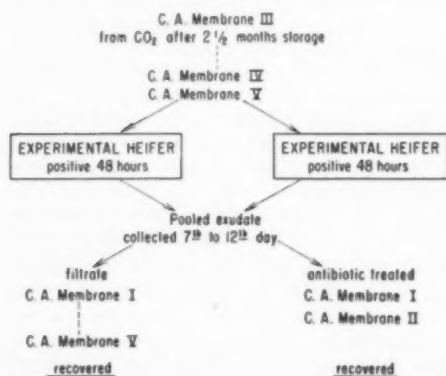 C. A. Membrane III
from CO₂ after 2 1/2 months storage
C. A. Membrane IV
C. A. Membrane V
EXPERIMENTAL HEIFER
positive 48 hours
EXPERIMENTAL HEIFER
positive 48 hours
Pooled exudate
collected 7th to 12th day
filtrate
C. A. Membrane I
C. A. Membrane V
recovered
antibiotic treated
C. A. Membrane I
C. A. Membrane II
recovered